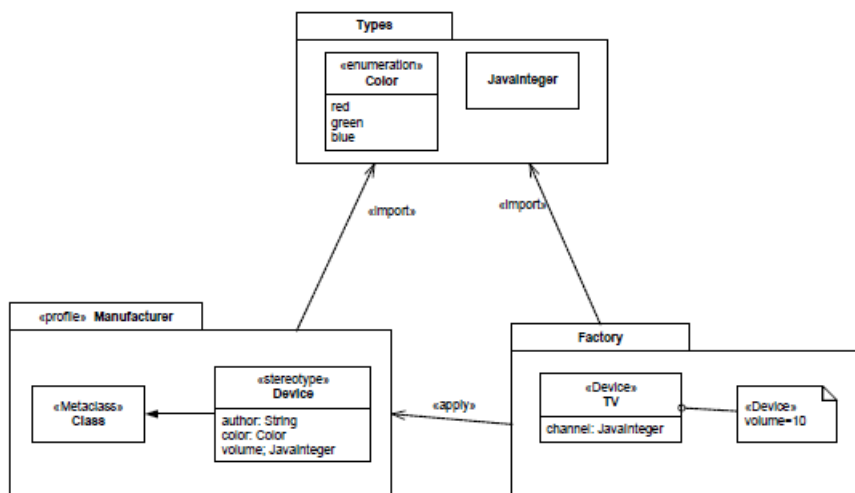 Types
«enumeration»
Color
red
green
blue
JavaInteger
«import»
«import»
«profile» Manufacturer
«Metaclass»
Class
«stereotype»
Device
author: String
color: Color
volume; JavaInteger
«apply»
Factory
«Device»
TV
channel: JavaInteger
«Device»
volume=10